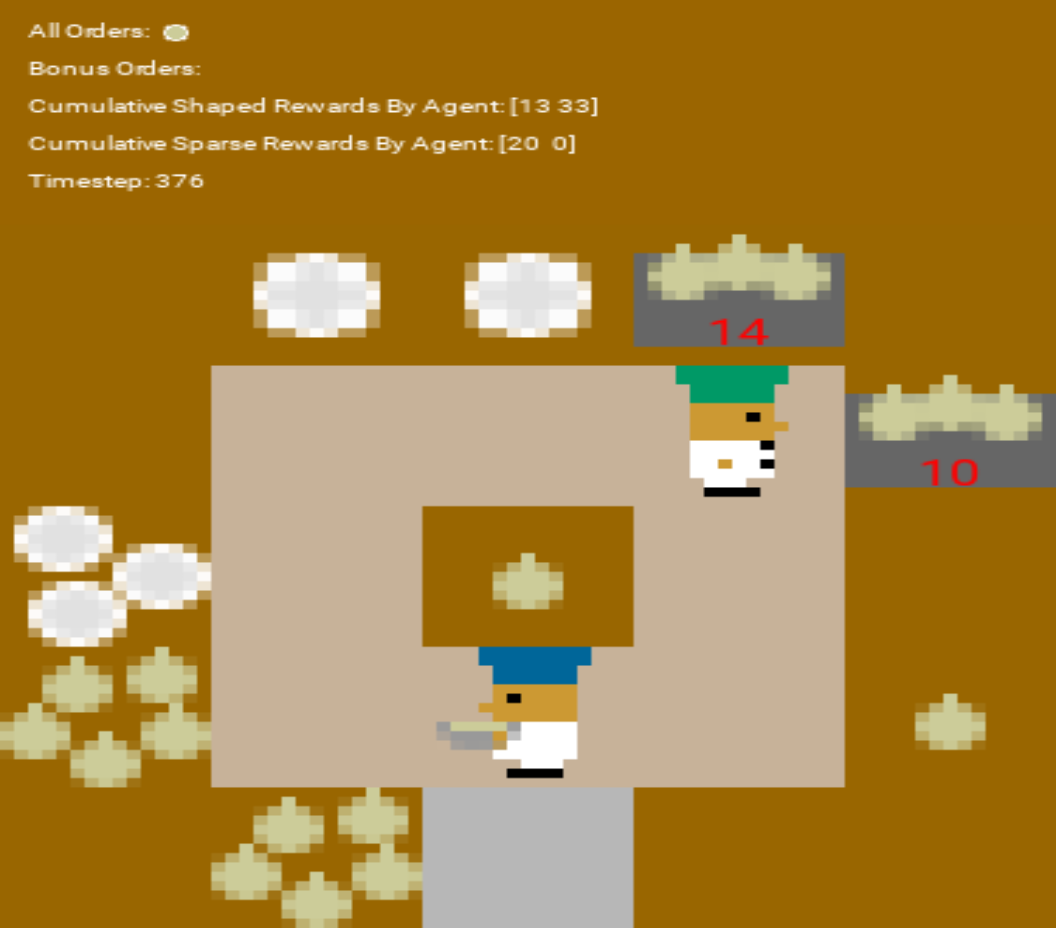 All Orders:
Bonus Orders:
Cumulative Shaped Rewards By Agent: [13 33]
Cumulative Sparse Rewards By Agent: [20  0]
Timestep: 376
14
10